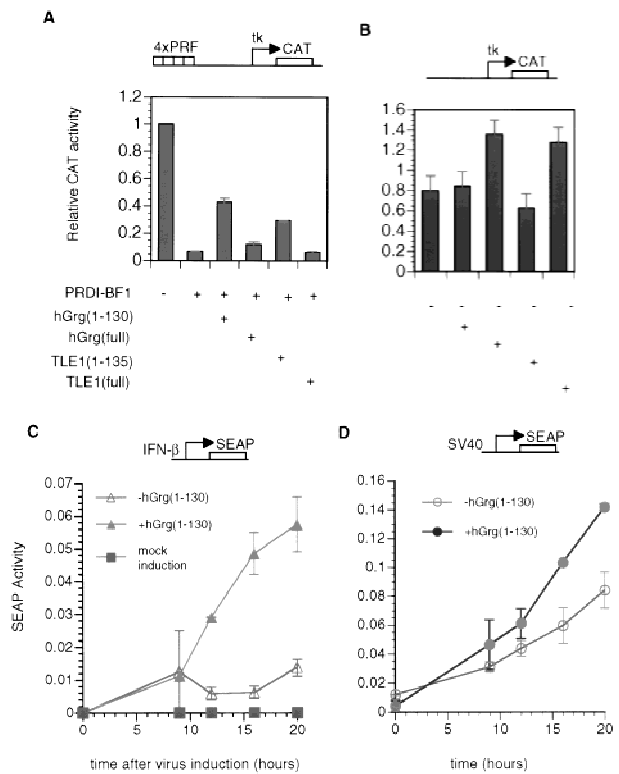 A
4xPRF
tk
CAT
Relative CAT activity
1.2
1
0.8
0.6
0.4
0.2
0
PRDI-BF1 - + + + + +
hGrg(1-130) +
hGrg(full) +
TLE1(1-135) +
TLE1(full) +
B
tk
CAT
1.6
1.4
1.2
1
0.8
0.6
0.4
0.2
0
- - - - -
+
+
+
+
C
IFN-β
SEAP
SEAP Activity
0.07
0.06
0.05
0.04
0.03
0.02
0.01
0
-hGrg(1-130)
+hGrg(1-130)
mock
induction
0 5 10 15 20
time after virus induction (hours)
D
SV40
SEAP
0.16
0.14
0.12
0.1
0.08
0.06
0.04
0.02
0
-hGrg(1-130)
+hGrg(1-130)
0 5 10 15 20
time (hours)